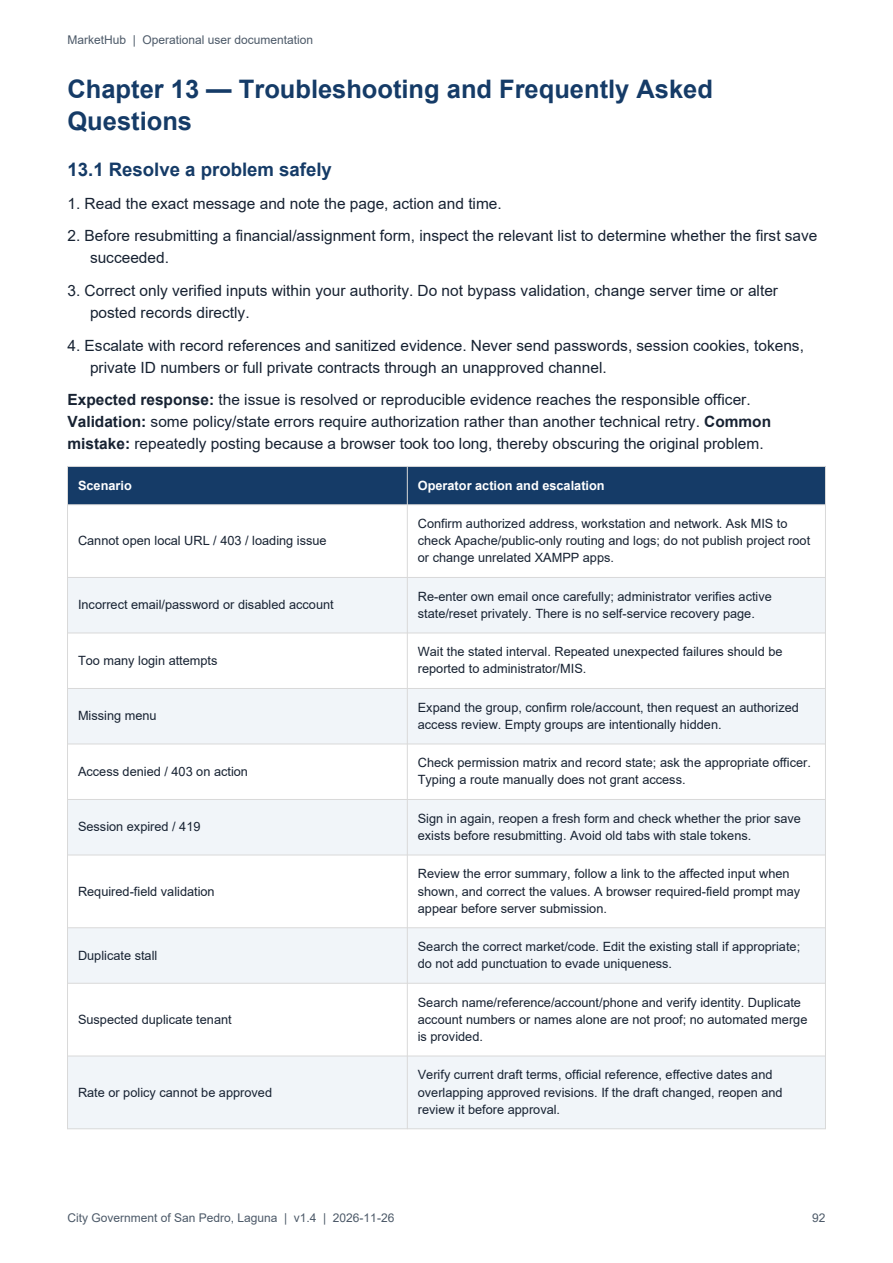 MarketHub | Operational user documentation
Chapter 13 — Troubleshooting and Frequently Asked
Questions
13.1 Resolve a problem safely
1. Read the exact message and note the page, action and time.
2. Before resubmitting a financial/assignment form, inspect the relevant list to determine whether the first save
succeeded.
3. Correct only verified inputs within your authority. Do not bypass validation, change server time or alter
posted records directly.
4. Escalate with record references and sanitized evidence. Never send passwords, session cookies, tokens,
private ID numbers or full private contracts through an unapproved channel.
Expected response: the issue is resolved or reproducible evidence reaches the responsible officer.
Validation: some policy/state errors require authorization rather than another technical retry. Common
mistake: repeatedly posting because a browser took too long, thereby obscuring the original problem.
Scenario
Operator action and escalation
Cannot open local URL / 403 / loading issue
Confirm authorized address, workstation and network. Ask MIS to
check Apache/public-only routing and logs; do not publish project root
or change unrelated XAMPP apps.
Incorrect email/password or disabled account
Re-enter own email once carefully; administrator verifies active
state/reset privately. There is no self-service recovery page.
Too many login attempts
Wait the stated interval. Repeated unexpected failures should be
reported to administrator/MIS.
Missing menu
Expand the group, confirm role/account, then request an authorized
access review. Empty groups are intentionally hidden.
Access denied / 403 on action
Check permission matrix and record state; ask the appropriate officer.
Typing a route manually does not grant access.
Session expired / 419
Sign in again, reopen a fresh form and check whether the prior save
exists before resubmitting. Avoid old tabs with stale tokens.
Required-field validation
Review the error summary, follow a link to the affected input when
shown, and correct the values. A browser required-field prompt may
appear before server submission.
Duplicate stall
Search the correct market/code. Edit the existing stall if appropriate;
do not add punctuation to evade uniqueness.
Suspected duplicate tenant
Search name/reference/account/phone and verify identity. Duplicate
account numbers or names alone are not proof; no automated merge
is provided.
Rate or policy cannot be approved
Verify current draft terms, official reference, effective dates and
overlapping approved revisions. If the draft changed, reopen and
review it before approval.
City Government of San Pedro, Laguna | v1.4 | 2026-11-26
92